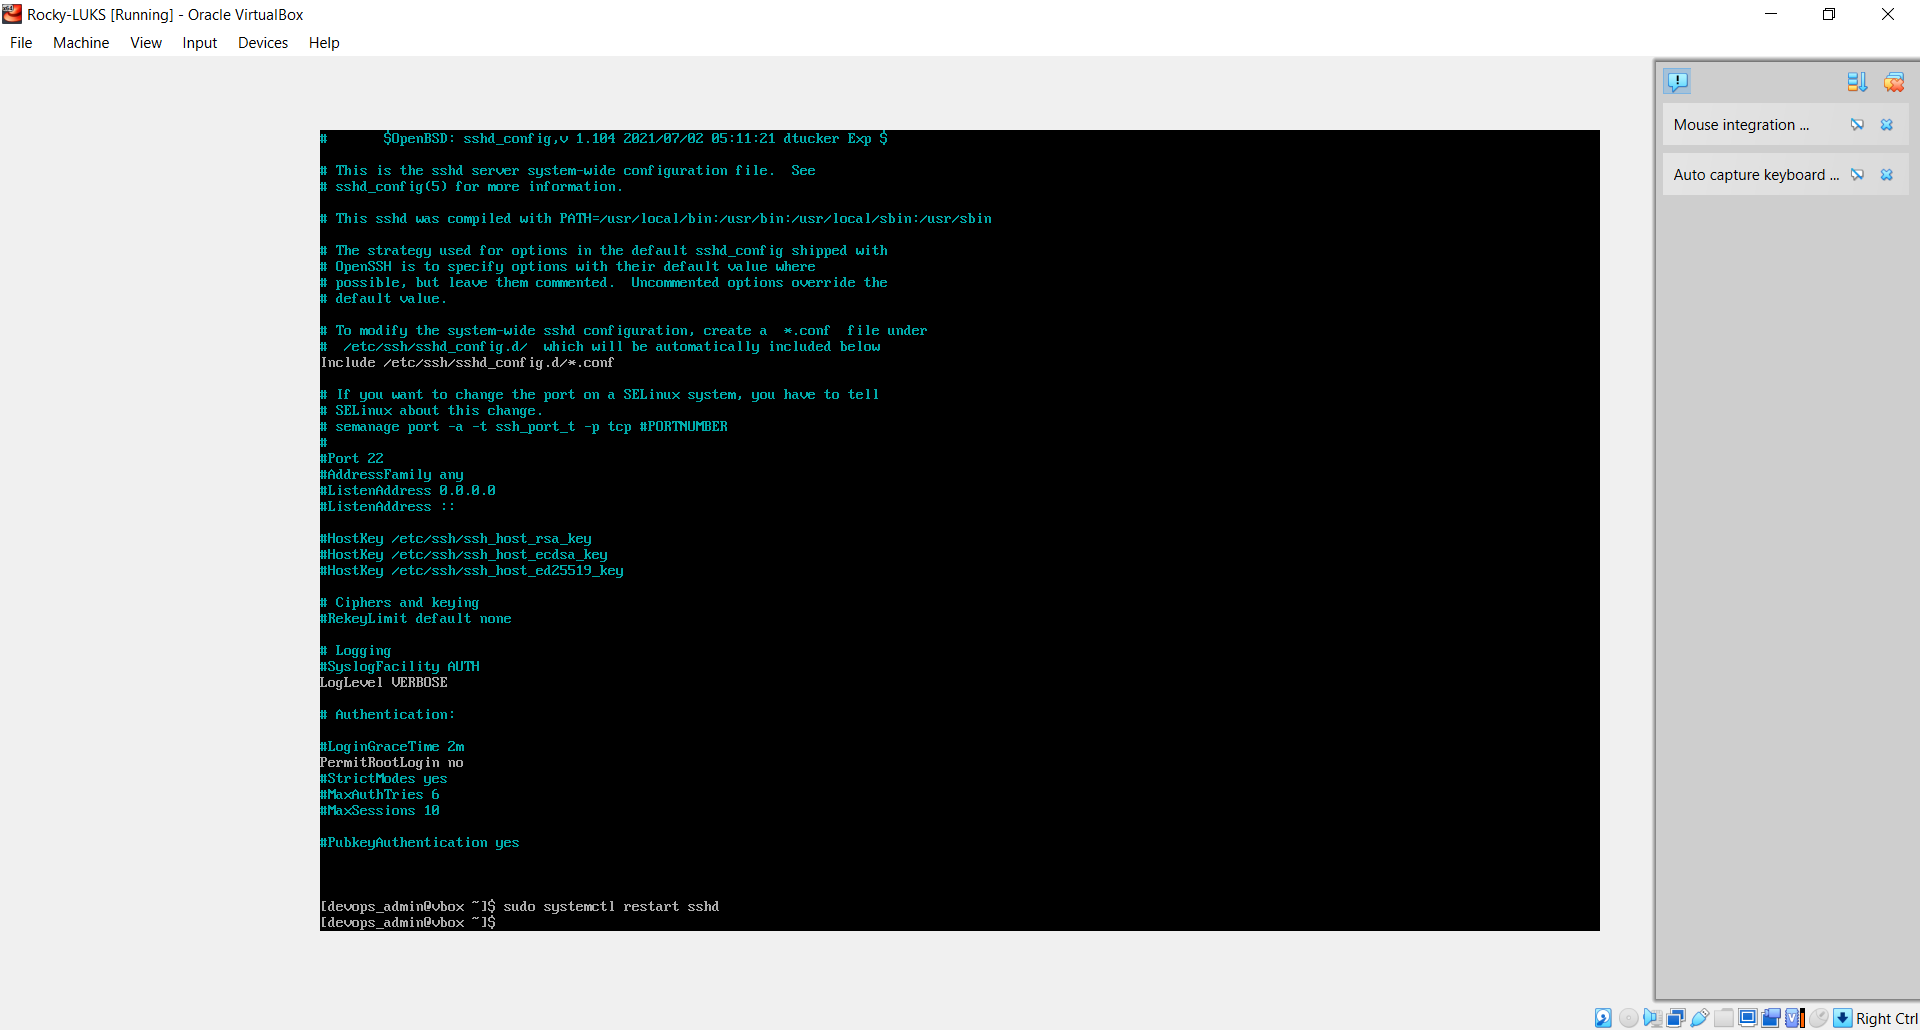 Rocky-LUKS [Running] - Oracle VirtualBox
File Machine View Input Devices Help
#       $OpenBSD: sshd_config,v 1.104 2021/07/02 05:11:21 dtucker Exp $
# This is the sshd server system-wide configuration file.  See
# sshd_config(5) for more information.
# This sshd was compiled with PATH=/usr/local/bin:/usr/bin:/usr/local/sbin:/usr/sbin
# The strategy used for options in the default sshd_config shipped with
# OpenSSH is to specify options with their default value where
# possible, but leave them commented.  Uncommented options override the
# default value.
# To modify the system-wide sshd configuration, create a  *.conf  file under
#  /etc/ssh/sshd_config.d/  which will be automatically included below
Include /etc/ssh/sshd_config.d/*.conf
# If you want to change the port on a SELinux system, you have to tell
# SELinux about this change.
# semanage port -a -t ssh_port_t -p tcp #PORTNUMBER
#
#Port 22
#AddressFamily any
#ListenAddress 0.0.0.0
#ListenAddress ::
#HostKey /etc/ssh/ssh_host_rsa_key
#HostKey /etc/ssh/ssh_host_ecdsa_key
#HostKey /etc/ssh/ssh_host_ed25519_key
# Ciphers and keying
#RekeyLimit default none
# Logging
#SyslogFacility AUTH
LogLevel VERBOSE
# Authentication:
#LoginGraceTime 2m
PermitRootLogin no
#StrictModes yes
#MaxAuthTries 6
#MaxSessions 10
#PubkeyAuthentication yes
[devops_admin@vbox ~]$ sudo systemctl restart sshd
[devops_admin@vbox ~]$
Mouse integration ...
Auto capture keyboard ...
Right Ctrl